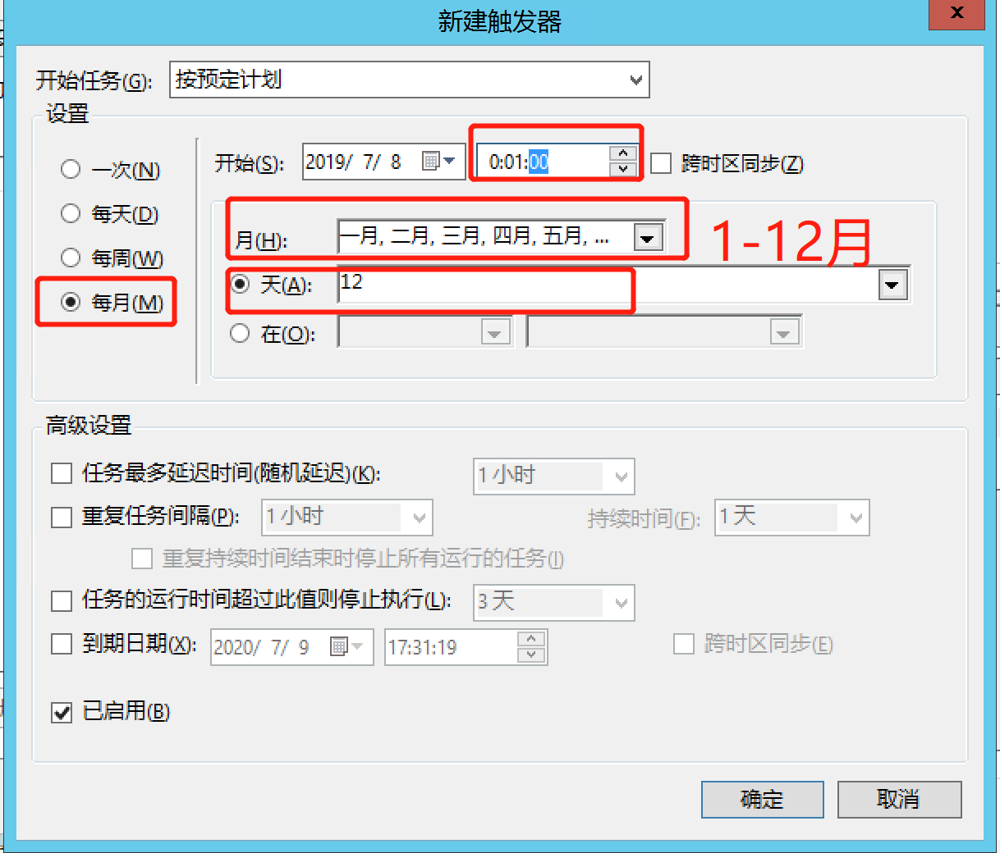 新建触发器
开始任务(G): 按预定计划
设置
一次(N)
每天(D)
每周(W)
每月(M)
开始(S): 2019/ 7/ 8 0:01:00 跨时区同步(Z)
月(H): 一月, 二月, 三月, 四月, 五月, ... 1-12月
天(A): 12
在(O):
高级设置
任务最多延迟时间(随机延迟)(K): 1 小时
重复任务间隔(P): 1 小时 持续时间(F): 1 天
重复持续时间结束时停止所有运行的任务(I)
任务的运行时间超过此值则停止执行(L): 3 天
到期日期(X): 2020/ 7/ 9 17:31:19 跨时区同步(E)
已启用(B)
确定 取消